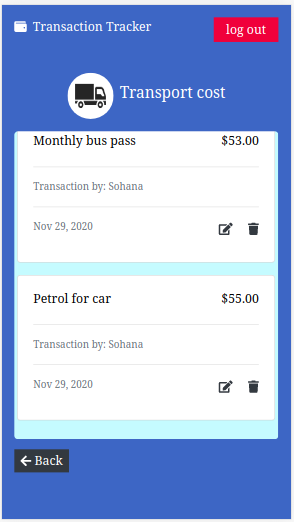 Transaction Tracker
log out
Transport cost
Monthly bus pass $53.00
Transaction by: Sohana
Nov 29, 2020
Petrol for car $55.00
Transaction by: Sohana
Nov 29, 2020
Back